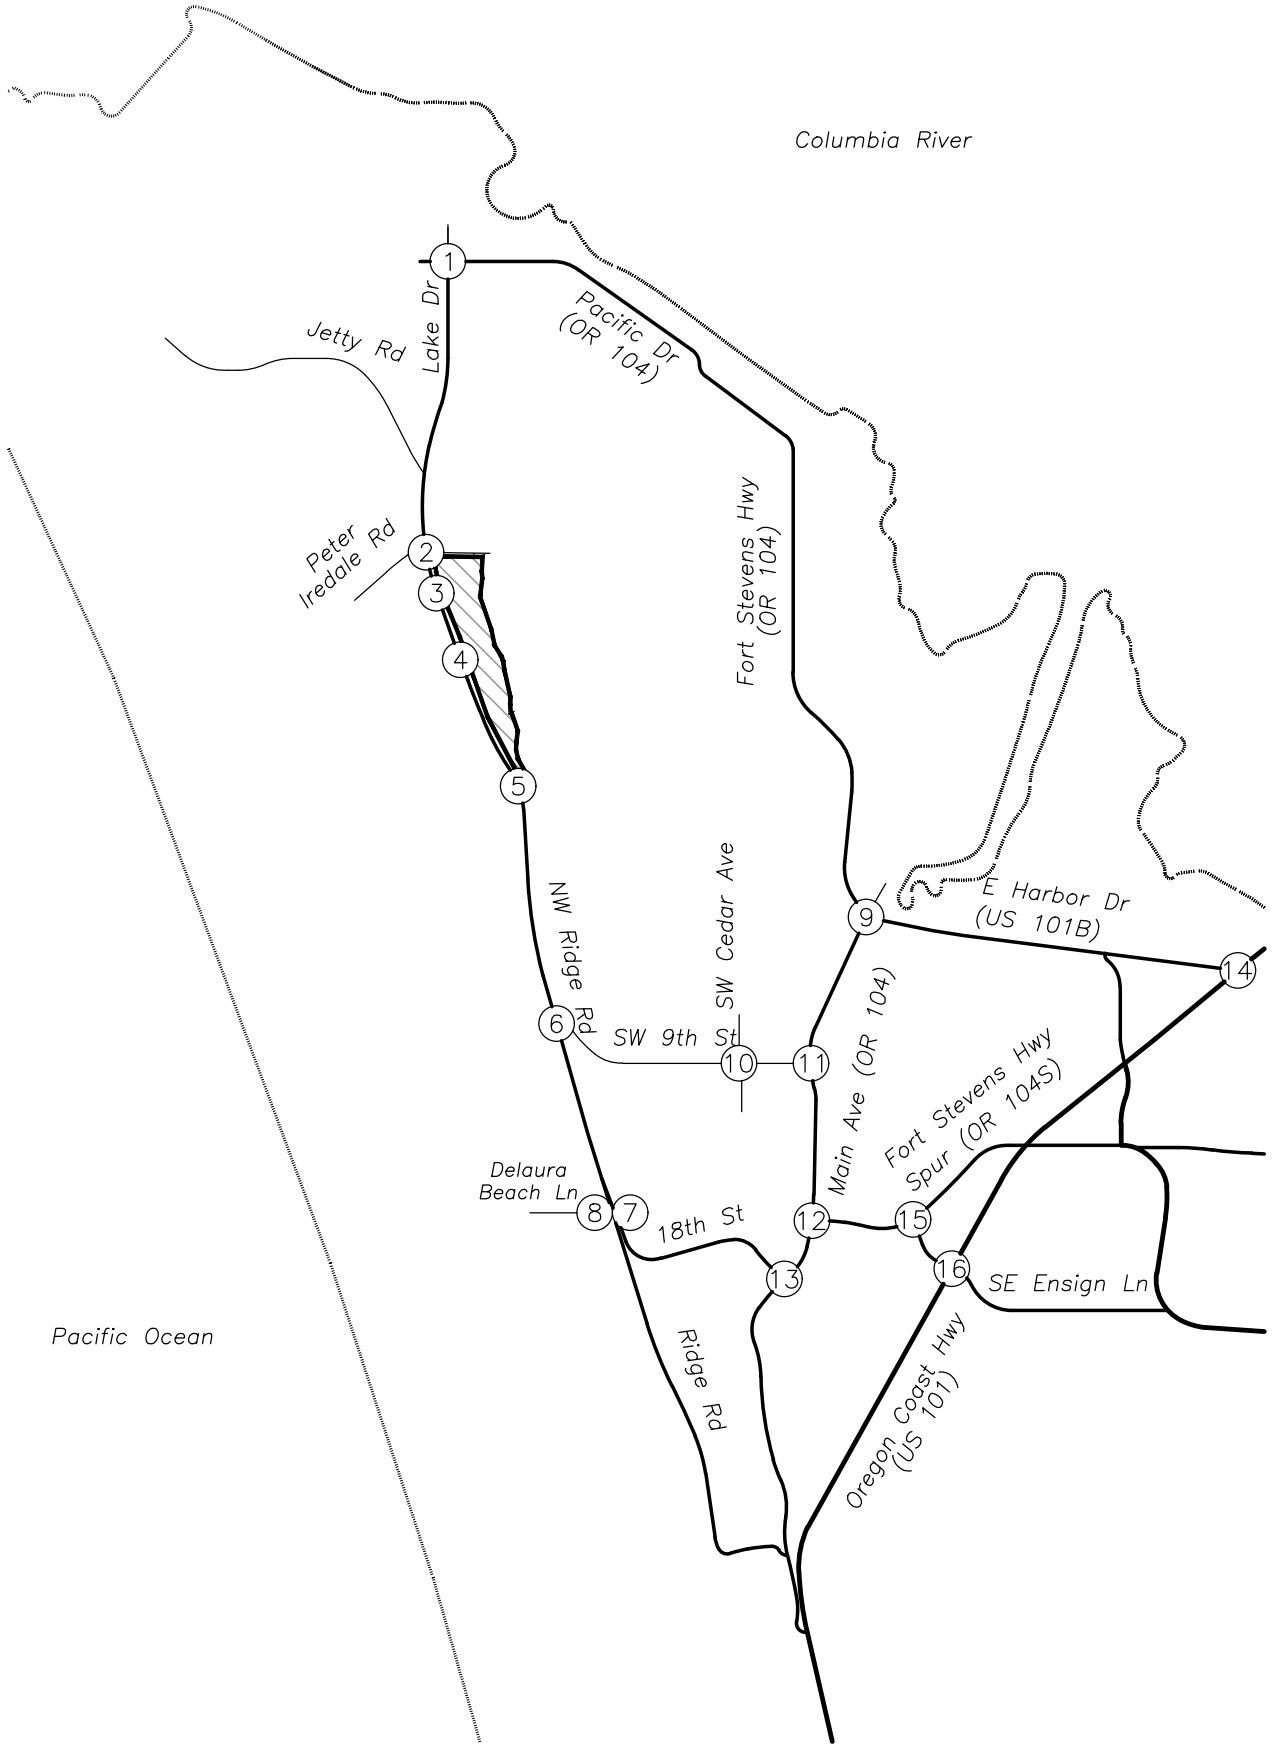 Columbia River
1
Lake Dr
Pacific Dr
(OR 104)
Jetty Rd
Peter
Iredale Rd
2
3
4
5
Fort Stevens Hwy
(OR 104)
SW Cedar Ave
NW Ridge Rd
9
E Harbor Dr
(US 101B)
14
6
SW 9th St
10
11
Main Ave (OR 104)
Fort Stevens Hwy
Spur (OR 104S)
Delaura
Beach Ln
8
7
18th St
12
15
13
16
SE Ensign Ln
Pacific Ocean
Ridge Rd
Oregon Coast Hwy
(US 101)